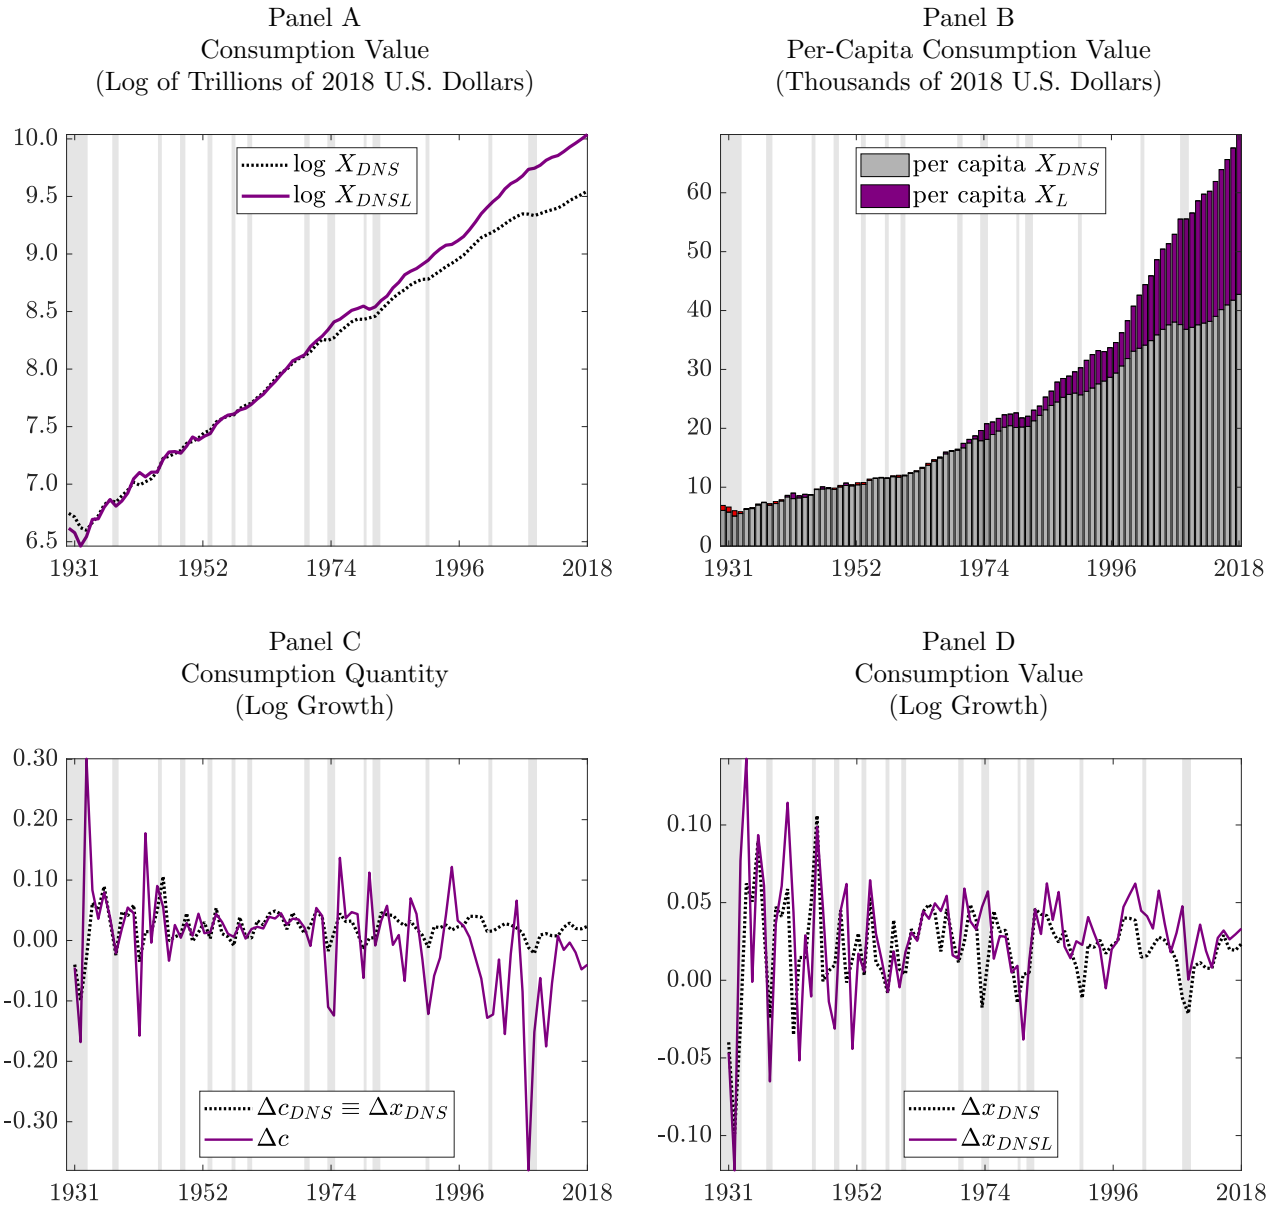 Panel A
Consumption Value
(Log of Trillions of 2018 U.S. Dollars)
10.0
9.5
9.0
8.5
8.0
7.5
7.0
6.5
log X_DNS
log X_DNSL
1931 1952 1974 1996 2018
Panel B
Per-Capita Consumption Value
(Thousands of 2018 U.S. Dollars)
60
50
40
30
20
10
0
per capita X_DNS
per capita X_L
1931 1952 1974 1996 2018
Panel C
Consumption Quantity
(Log Growth)
0.30
0.20
0.10
0.00
-0.10
-0.20
-0.30
Δc_DNS ≡ Δx_DNS
Δc
1931 1952 1974 1996 2018
Panel D
Consumption Value
(Log Growth)
0.10
0.05
0.00
-0.05
-0.10
Δx_DNS
Δx_DNSL
1931 1952 1974 1996 2018